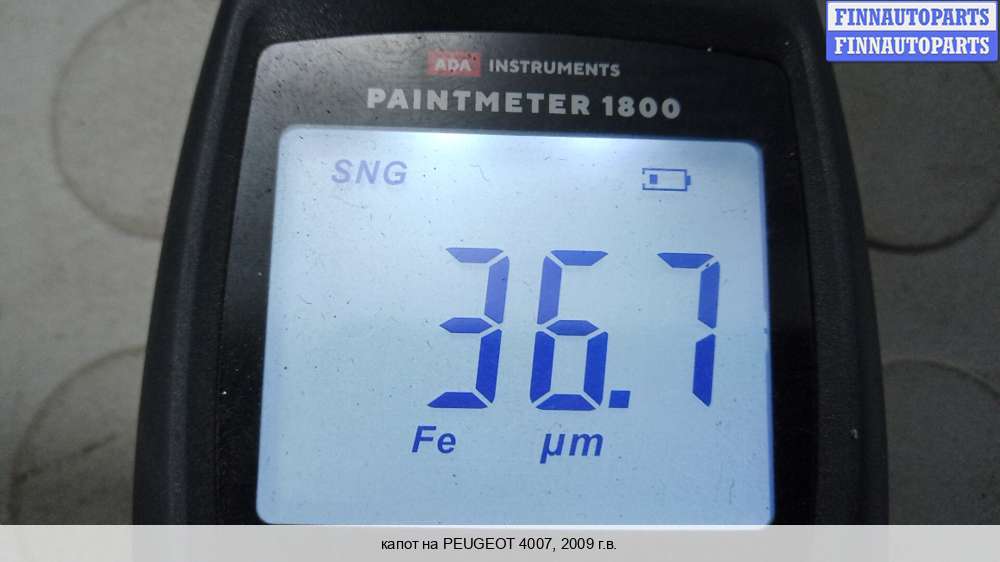 FINNAUTOPARTS
FINNAUTOPARTS
ADA INSTRUMENTS
PAINTMETER 1800
SNG
36.7
Fe µm
капот на PEUGEOT 4007, 2009 г.в.